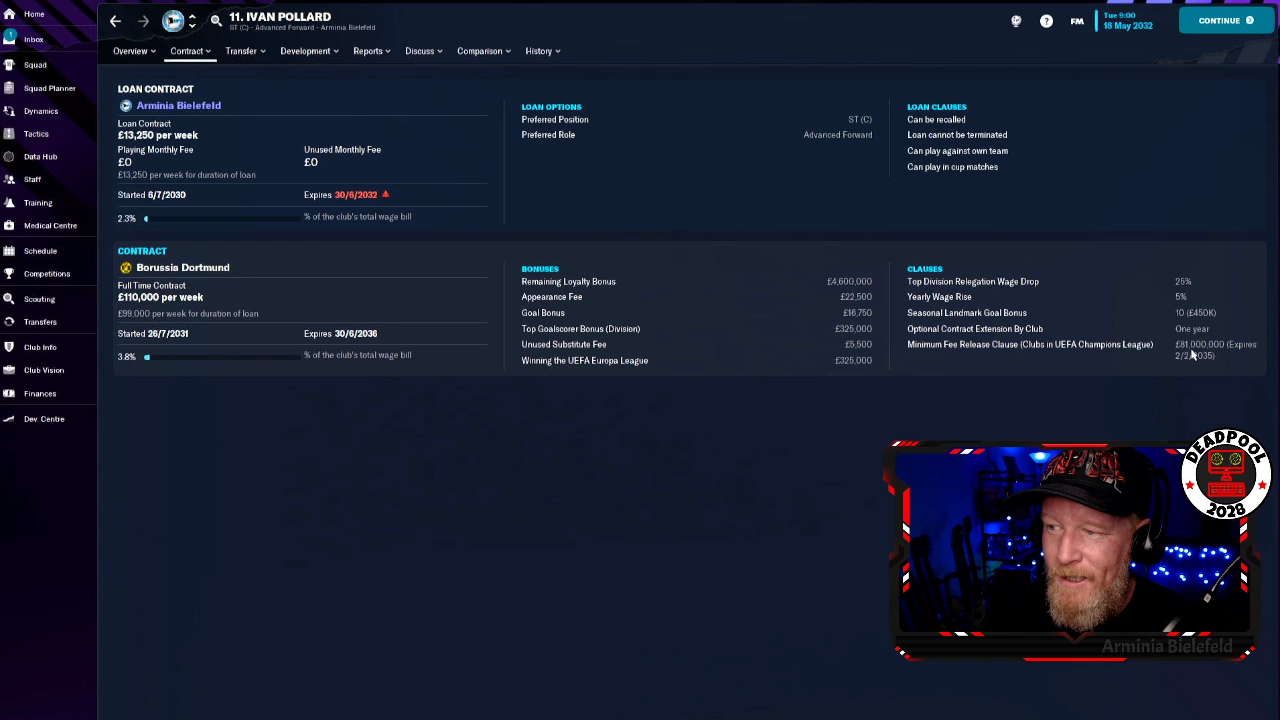 Home
1
Inbox
Squad
Squad Planner
Dynamics
Tactics
Data Hub
Staff
Training
Medical Centre
Schedule
Competitions
Scouting
Transfers
Club Info
Club Vision
Finances
Dev. Centre
11. IVAN POLLARD
ST (C) - Advanced Forward - Arminia Bielefeld
?
FM
Tue 9:00
18 May 2032
CONTINUE
Overview
Contract
Transfer
Development
Reports
Discuss
Comparison
History
LOAN CONTRACT
Arminia Bielefeld
Loan Contract
£13,250 per week
Playing Monthly Fee
£0
Unused Monthly Fee
£0
£13,250 per week for duration of loan
Started 6/7/2030
Expires 30/6/2032
2.3%
% of the club's total wage bill
LOAN OPTIONS
Preferred Position ST (C)
Preferred Role Advanced Forward
LOAN CLAUSES
Can be recalled
Loan cannot be terminated
Can play against own team
Can play in cup matches
CONTRACT
Borussia Dortmund
Full Time Contract
£110,000 per week
£99,000 per week for duration of loan
Started 26/7/2031
Expires 30/6/2036
3.8%
% of the club's total wage bill
BONUSES
Remaining Loyalty Bonus £4,600,000
Appearance Fee £22,500
Goal Bonus £16,750
Top Goalscorer Bonus (Division) £325,000
Unused Substitute Fee £5,500
Winning the UEFA Europa League £325,000
CLAUSES
Top Division Relegation Wage Drop 25%
Yearly Wage Rise 5%
Seasonal Landmark Goal Bonus 10 (£450K)
Optional Contract Extension By Club One year
Minimum Fee Release Clause (Clubs in UEFA Champions League) £81,000,000 (Expires
DEADPOOL
2028
Arminia Bielefeld